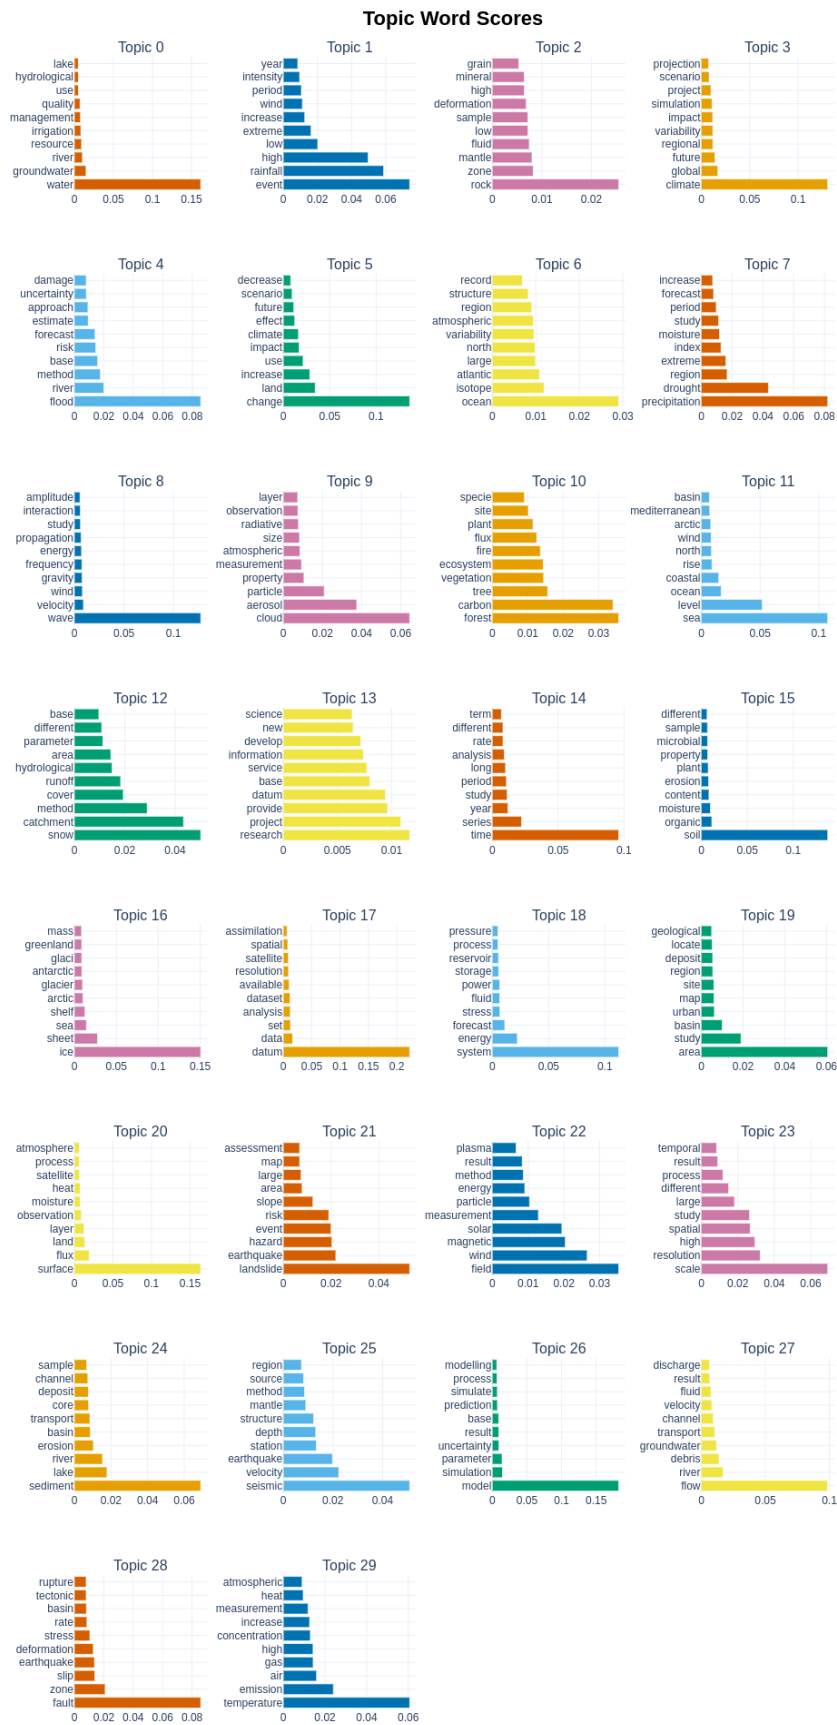 Topic Word Scores
Topic 0
lake
hydrological
use
quality
management
irrigation
resource
river
groundwater
water
0 0.05 0.1 0.15
Topic 1
year
intensity
period
wind
increase
extreme
low
high
rainfall
event
0 0.02 0.04 0.06
Topic 2
grain
mineral
high
deformation
sample
low
fluid
mantle
zone
rock
0 0.01 0.02
Topic 3
projection
scenario
project
simulation
impact
variability
regional
future
global
climate
0 0.05 0.1
Topic 4
damage
uncertainty
approach
estimate
forecast
risk
base
method
river
flood
0 0.02 0.04 0.06 0.08
Topic 5
decrease
scenario
future
effect
climate
impact
use
increase
land
change
0 0.05 0.1
Topic 6
record
structure
region
atmospheric
variability
north
large
atlantic
isotope
ocean
0 0.01 0.02 0.03
Topic 7
increase
forecast
period
study
moisture
index
extreme
region
drought
precipitation
0 0.02 0.04 0.06 0.08
Topic 8
amplitude
interaction
study
propagation
energy
frequency
gravity
wind
velocity
wave
0 0.05 0.1
Topic 9
layer
observation
radiative
size
atmospheric
measurement
property
particle
aerosol
cloud
0 0.02 0.04 0.06
Topic 10
specie
site
plant
flux
fire
ecosystem
vegetation
tree
carbon
forest
0 0.01 0.02 0.03
Topic 11
basin
mediterranean
arctic
wind
north
rise
coastal
ocean
level
sea
0 0.05 0.1
Topic 12
base
different
parameter
area
hydrological
runoff
cover
method
catchment
snow
0 0.02 0.04
Topic 13
science
new
develop
information
service
base
datum
provide
project
research
0 0.005 0.01
Topic 14
term
different
rate
analysis
long
period
study
year
series
time
0 0.05 0.1
Topic 15
different
sample
microbial
property
plant
erosion
content
moisture
organic
soil
0 0.05 0.1
Topic 16
mass
greenland
glaci
antarctic
glacier
arctic
shelf
sea
sheet
ice
0 0.05 0.1 0.15
Topic 17
assimilation
spatial
satellite
resolution
available
dataset
analysis
set
data
datum
0 0.05 0.1 0.15 0.2
Topic 18
pressure
process
reservoir
storage
power
fluid
stress
forecast
energy
system
0 0.05 0.1
Topic 19
geological
locate
deposit
region
site
map
urban
basin
study
area
0 0.02 0.04 0.06
Topic 20
atmosphere
process
satellite
heat
moisture
observation
layer
land
flux
surface
0 0.05 0.1 0.15
Topic 21
assessment
map
large
area
slope
risk
event
hazard
earthquake
landslide
0 0.02 0.04
Topic 22
plasma
result
method
energy
particle
measurement
solar
magnetic
wind
field
0 0.01 0.02 0.03
Topic 23
temporal
result
process
different
large
study
spatial
high
resolution
scale
0 0.02 0.04 0.06
Topic 24
sample
channel
deposit
core
transport
basin
erosion
river
lake
sediment
0 0.02 0.04 0.06
Topic 25
region
source
method
mantle
structure
depth
station
earthquake
velocity
seismic
0 0.02 0.04
Topic 26
modelling
process
simulate
prediction
base
result
uncertainty
parameter
simulation
model
0 0.05 0.1 0.15
Topic 27
discharge
result
fluid
velocity
channel
transport
groundwater
debris
river
flow
0 0.05 0.1
Topic 28
rupture
tectonic
basin
rate
stress
deformation
earthquake
slip
zone
fault
0 0.02 0.04 0.06 0.08
Topic 29
atmospheric
heat
measurement
increase
concentration
high
gas
air
emission
temperature
0 0.02 0.04 0.06